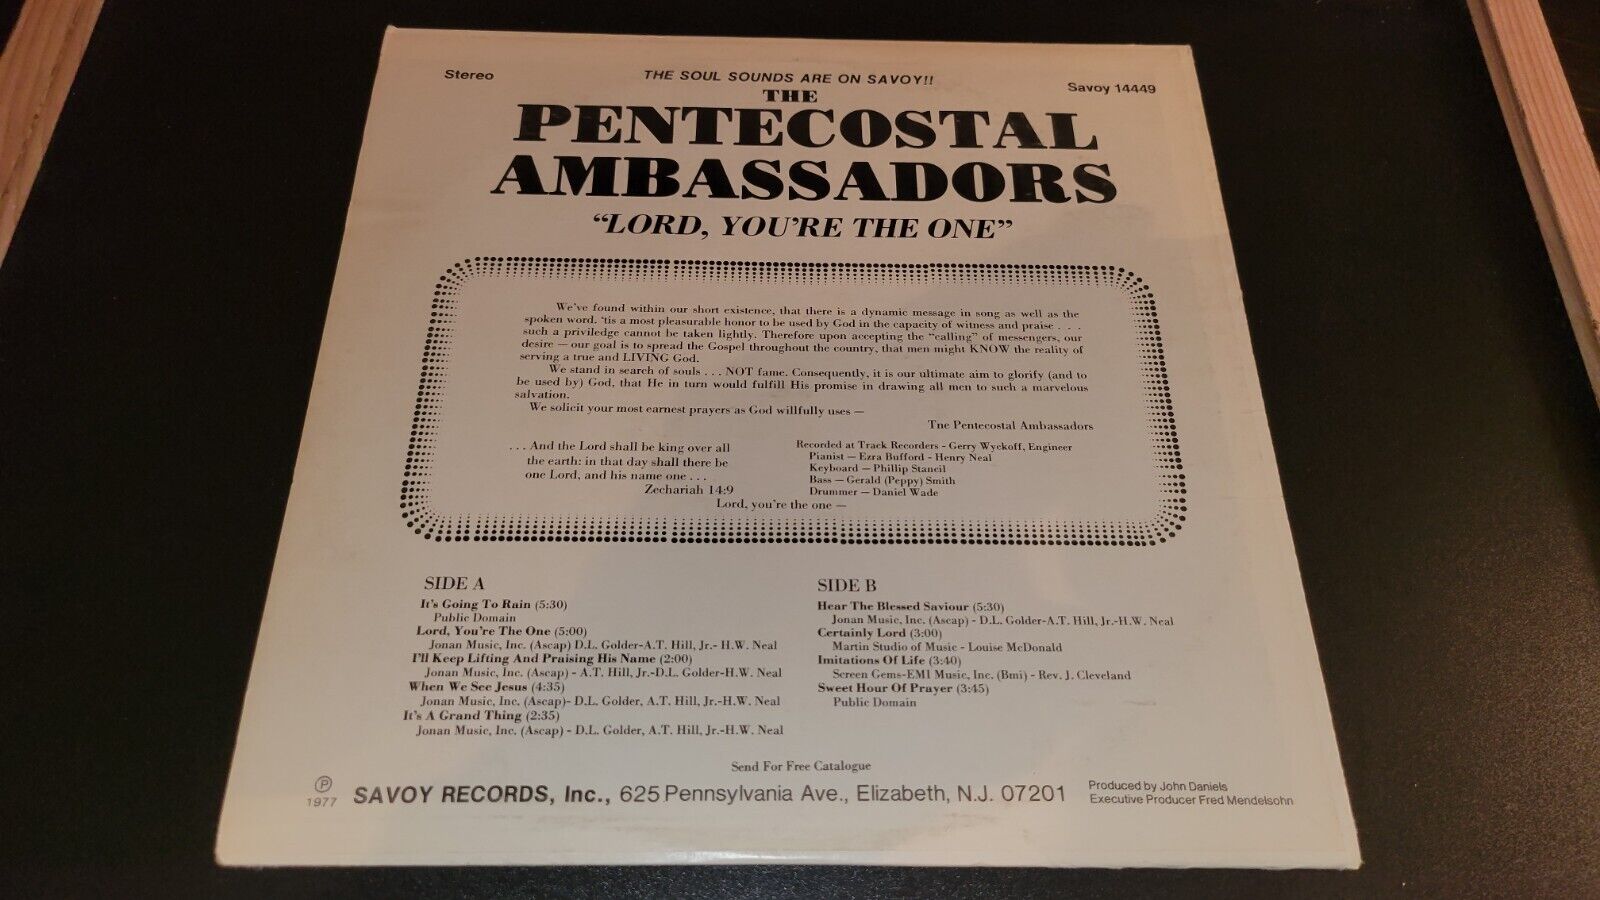 Stereo
THE SOUL SOUNDS ARE ON SAVOY!!
Savoy 14449
THE
PENTECOSTAL
AMBASSADORS
“LORD, YOU'RE THE ONE”
We've found within our short existence, that there is a dynamic message in song as well as the
spoken word. 'tis a most pleasurable honor to be used by God in the capacity of witness and praise . . .
such a priviledge cannot be taken lightly. Therefore upon accepting the “calling” of messengers, our
desire — our goal is to spread the Gospel throughout the country, that men might KNOW the reality of
serving a true and LIVING God.
We stand in search of souls . . . NOT fame. Consequently, it is our ultimate aim to glorify (and to
be used by) God, that He in turn would fulfill His promise in drawing all men to such a marvelous
salvation.
We solicit your most earnest prayers as God willfully uses —
The Pentecostal Ambassadors
. . . And the Lord shall be king over all
the earth: in that day shall there be
one Lord, and his name one . . .
Zechariah 14:9
Recorded at Track Recorders - Gerry Wyckoff, Engineer
Pianist — Ezra Bufford - Henry Neal
Keyboard — Phillip Stancil
Bass — Gerald (Peppy) Smith
Drummer — Daniel Wade
Lord, you're the one —
SIDE A
It's Going To Rain (5:30)
Public Domain
Lord, You're The One (5:00)
Jonan Music, Inc. (Ascap) D.L. Golder-A.T. Hill, Jr.- H.W. Neal
I'll Keep Lifting And Praising His Name (2:00)
Jonan Music, Inc. (Ascap) - A.T. Hill, Jr.-D.L. Golder-H.W. Neal
When We See Jesus (4:35)
Jonan Music, Inc. (Ascap)- D.L. Golder, A.T. Hill, Jr.-H.W. Neal
It's A Grand Thing (2:35)
Jonan Music, Inc. (Ascap) - D.L. Golder, A.T. Hill, Jr.-H.W. Neal
SIDE B
Hear The Blessed Saviour (5:30)
Jonan Music, Inc. (Ascap) - D.L. Golder-A.T. Hill, Jr.-H.W. Neal
Certainly Lord (3:00)
Martin Studio of Music - Louise McDonald
Imitations Of Life (3:40)
Screen Gems-EMI Music, Inc. (Bmi) - Rev. J. Cleveland
Sweet Hour Of Prayer (3:45)
Public Domain
Send For Free Catalogue
℗
1977
SAVOY RECORDS, Inc., 625 Pennsylvania Ave., Elizabeth, N.J. 07201
Produced by John Daniels
Executive Producer Fred Mendelsohn